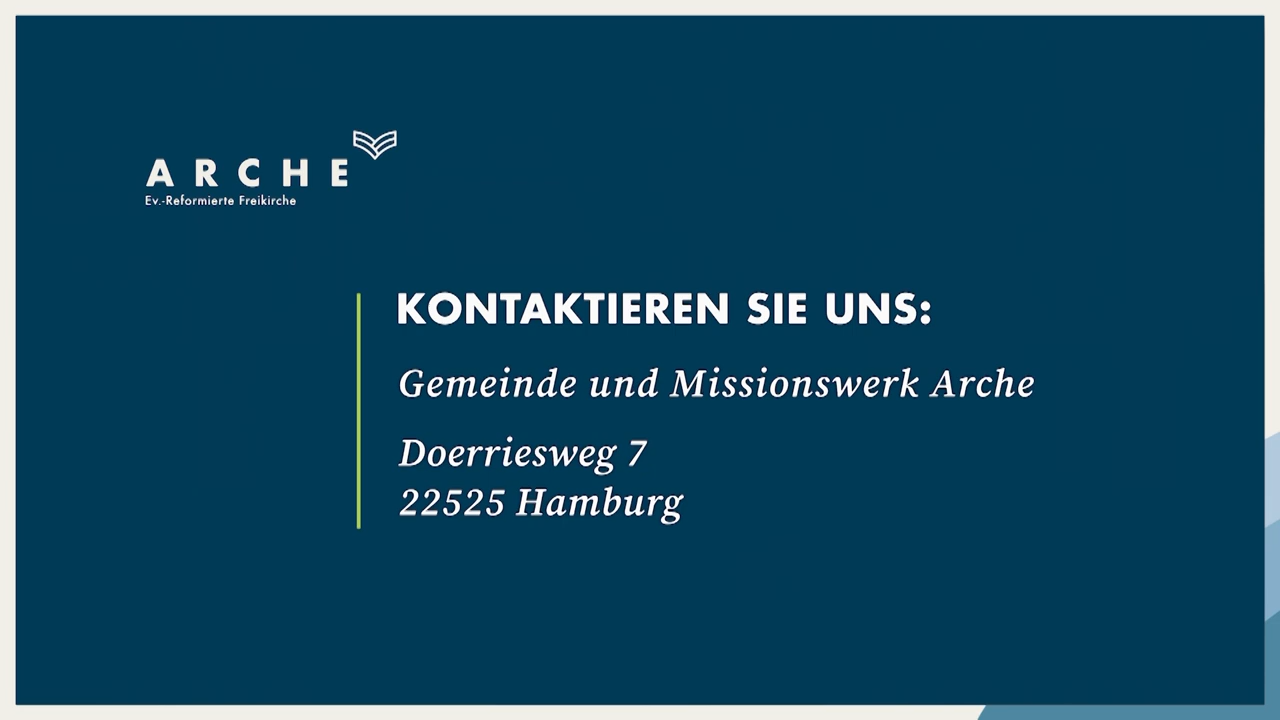 ARCHE
Ev.-Reformierte Freikirche
KONTAKTIEREN SIE UNS:
Gemeinde und Missionswerk Arche
Doerriesweg 7
22525 Hamburg